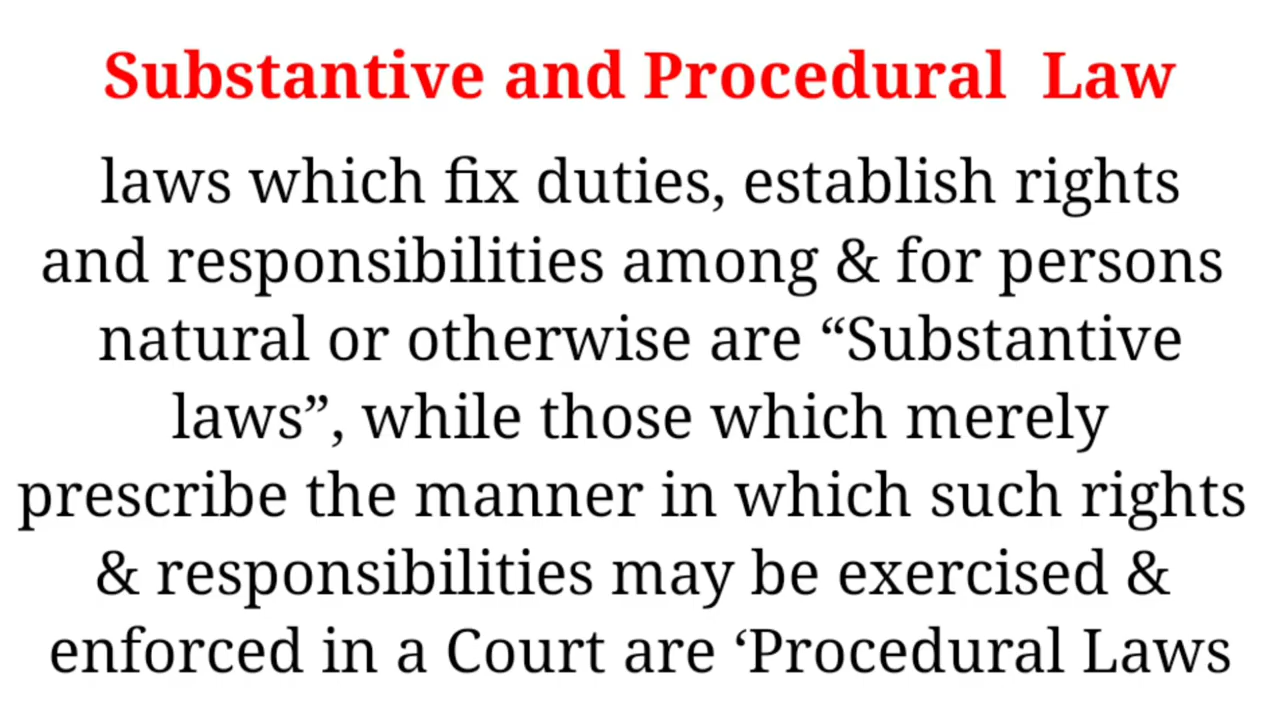 Substantive and Procedural Law
laws which fix duties, establish rights
and responsibilities among & for persons
natural or otherwise are “Substantive
laws”, while those which merely
prescribe the manner in which such rights
& responsibilities may be exercised &
enforced in a Court are ‘Procedural Laws